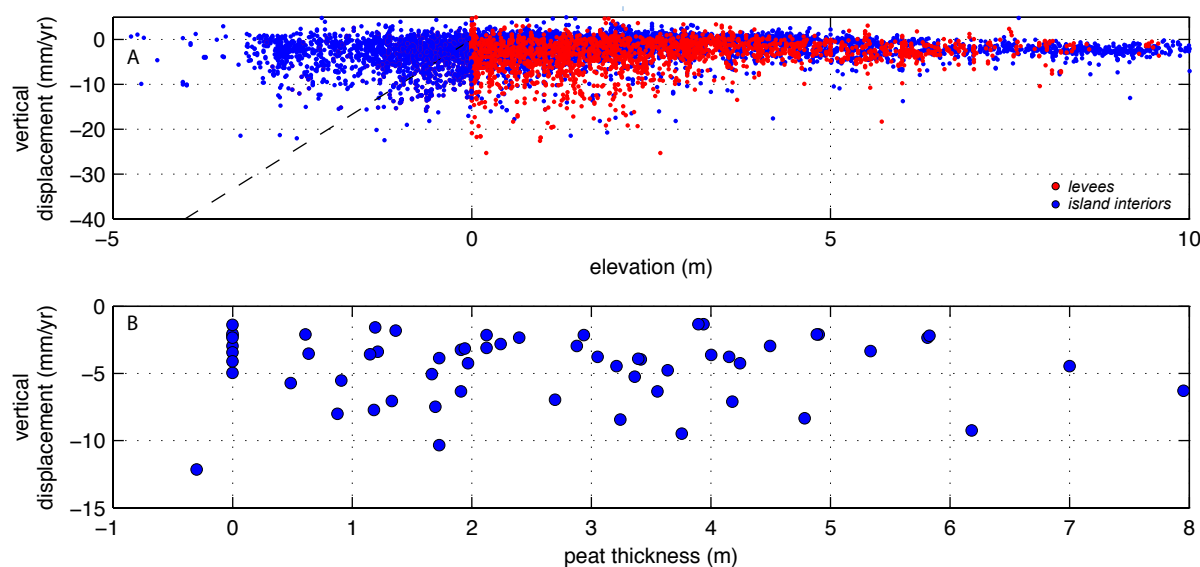 0
−10
−20
−30
−40
vertical
displacement (mm/yr)
A
levees
island interiors
−5
0
5
10
elevation (m)
0
−5
−10
−15
vertical
displacement (mm/yr)
B
−1
0
1
2
3
4
5
6
7
8
peat thickness (m)